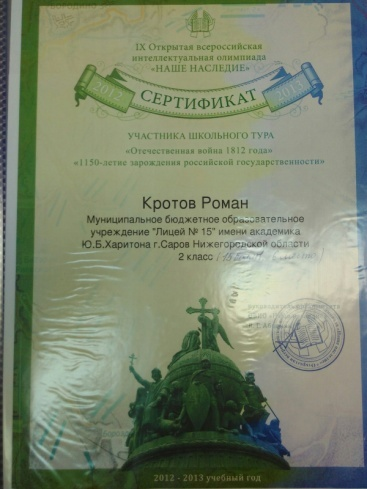 IX Открытая всероссийская
интеллектуальная олимпиада
«НАШЕ НАСЛЕДИЕ»
2012 СЕРТИФИКАТ 2013
УЧАСТНИКА ШКОЛЬНОГО ТУРА
«Отечественная война 1812 года»
«1150-летие зарождения российской государственности»
Кротов Роман
Муниципальное бюджетное образовательное
учреждение "Лицей № 15" имени академика
Ю.Б.Харитона г.Саров Нижегородской области
2 класс
2012 - 2013 учебный год